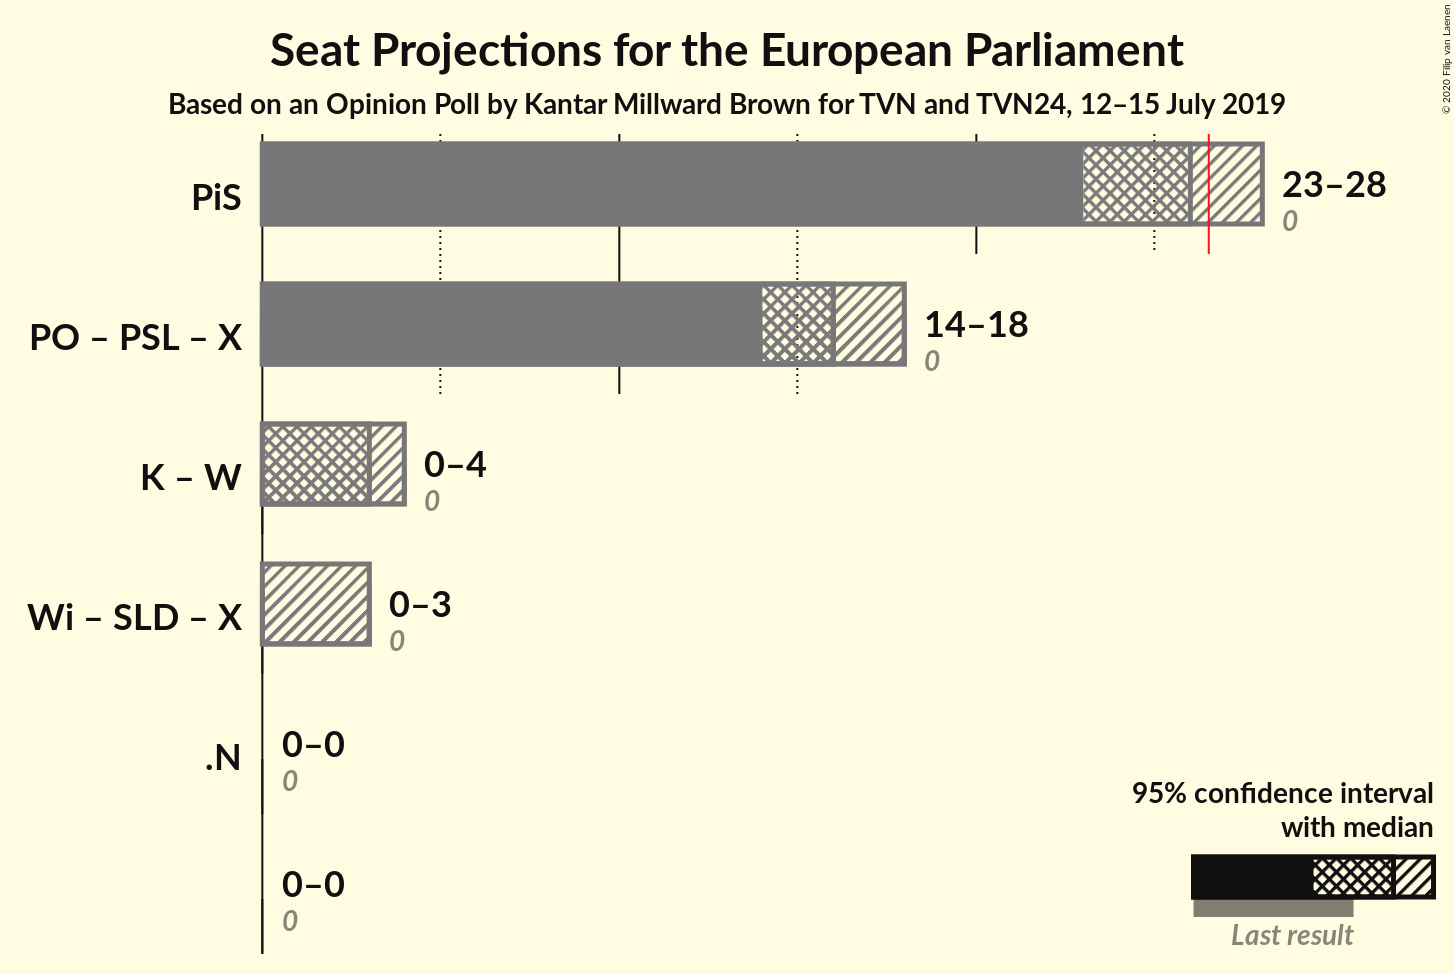 Seat Projections for the European Parliament
Based on an Opinion Poll by Kantar Millward Brown for TVN and TVN24, 12–15 July 2019
© 2020 Filip van Laenen
PiS
23–28
0
PO – PSL – X
14–18
0
K – W
0–4
0
Wi – SLD – X
0–3
0
.N
0–0
0
0–0
0
95% confidence interval
with median
Last result